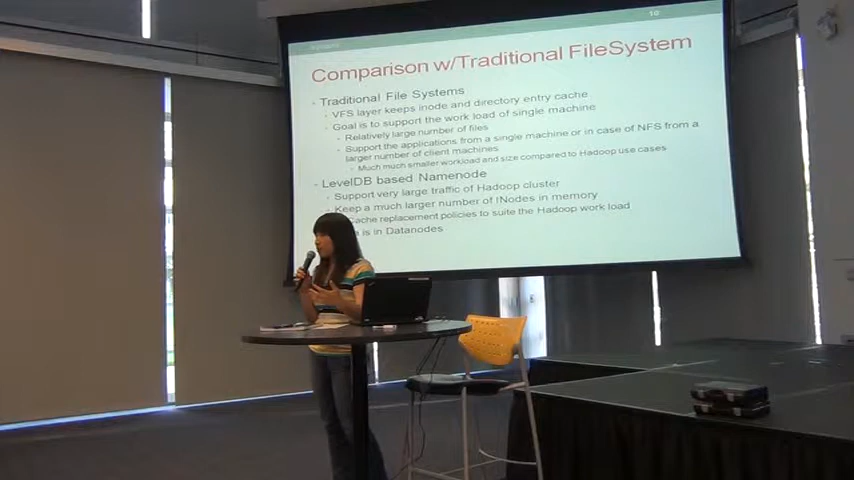 10
Comparison w/Traditional FileSystem
Traditional File Systems
VFS layer keeps inode and directory entry cache
Goal is to support the work load of single machine
Relatively large number of files
Support the applications from a single machine or in case of NFS from a
larger number of client machines
Much much smaller workload and size compared to Hadoop use cases
LevelDB based Namenode
Support very large traffic of Hadoop cluster
Keep a much larger number of INodes in memory
Cache replacement policies to suite the Hadoop work load
is in Datanodes